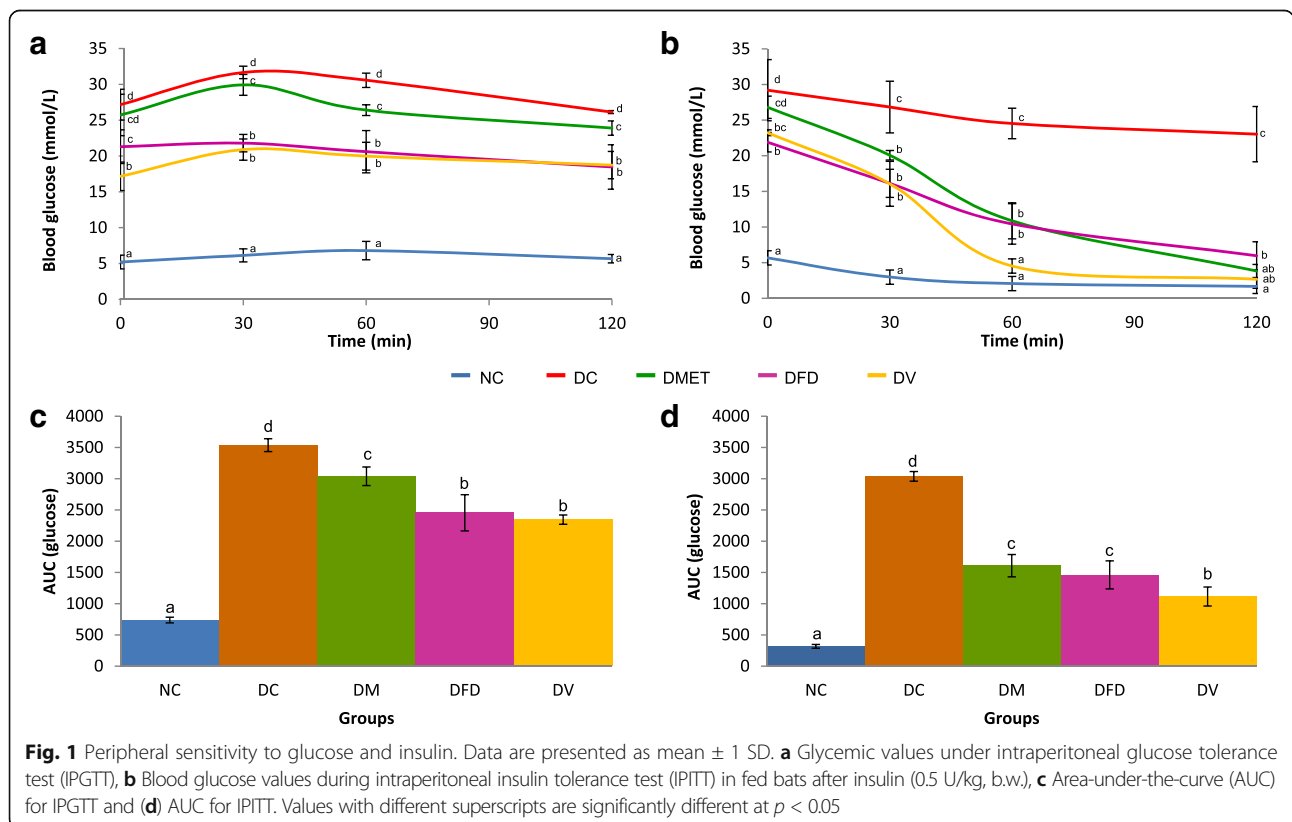 a
35
30
25
20
15
10
5
0
Blood glucose (mmol/L)
d
cd
c
b
a
d
c
b
b
a
d
c
b
b
a
d
c
b
b
a
0 30 60 90 120
Time (min)
b
35
30
25
20
15
10
5
0
Blood glucose (mmol/L)
d
cd
bc
b
a
c
b
b
b
a
c
b
b
a
a
c
b
ab
ab
a
0 30 60 90 120
Time (min)
NC DC DMET DFD DV
c
4000
3500
3000
2500
2000
1500
1000
500
0
AUC (glucose)
a d c b b
NC DC DM DFD DV
Groups
d
4000
3500
3000
2500
2000
1500
1000
500
0
AUC (glucose)
a d c c b
NC DC DM DFD DV
Groups
Fig. 1 Peripheral sensitivity to glucose and insulin. Data are presented as mean ± 1 SD. a Glycemic values under intraperitoneal glucose tolerance
test (IPGTT), b Blood glucose values during intraperitoneal insulin tolerance test (IPITT) in fed bats after insulin (0.5 U/kg, b.w.), c Area-under-the-curve (AUC)
for IPGTT and (d) AUC for IPITT. Values with different superscripts are significantly different at p < 0.05